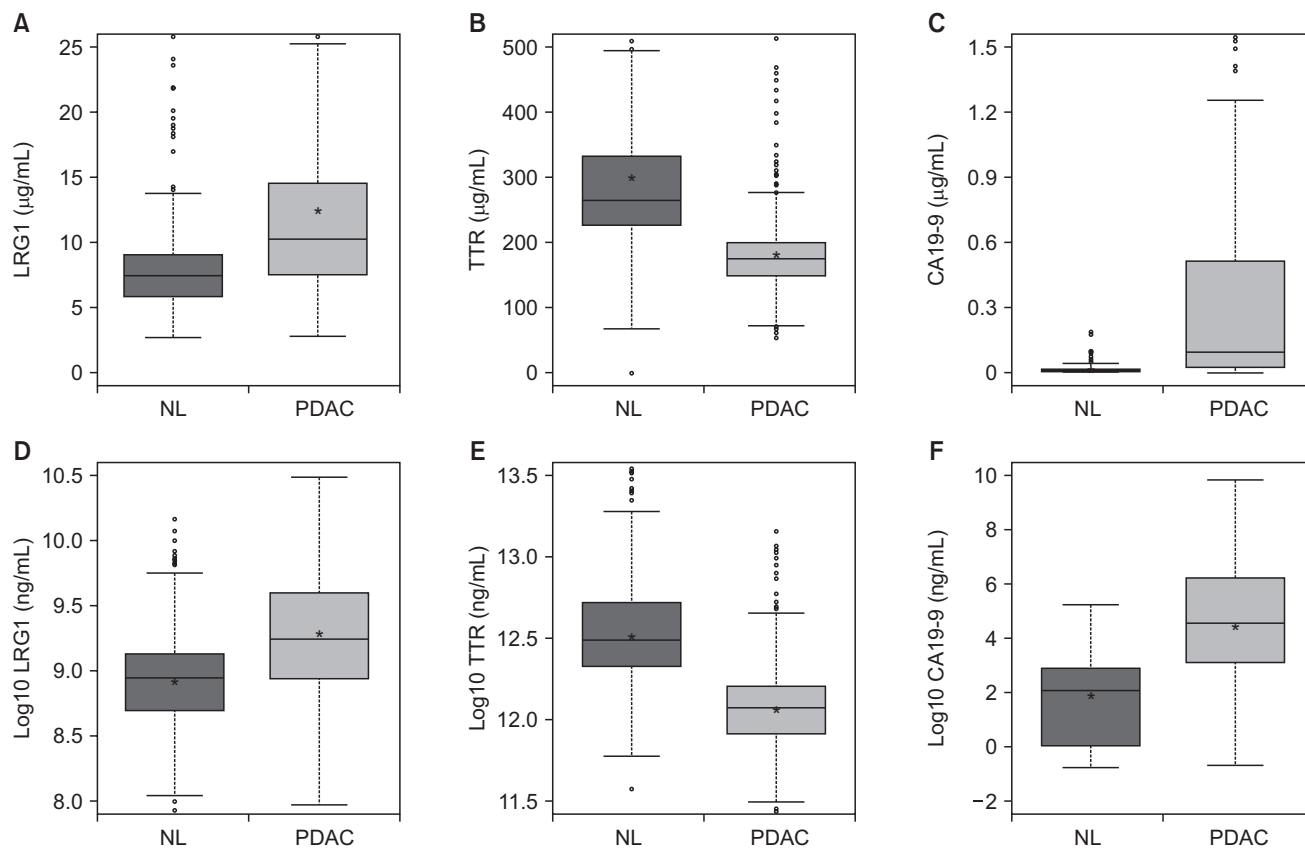 A
LRG1 (μg/mL)
25
20
15
10
5
0
NL
PDAC
B
TTR (μg/mL)
500
400
300
200
100
0
NL
PDAC
C
CA19-9 (μg/mL)
1.5
1.2
0.9
0.6
0.3
0
NL
PDAC
D
Log10 LRG1 (ng/mL)
10.5
10.0
9.5
9.0
8.5
8.0
NL
PDAC
E
Log10 TTR (ng/mL)
13.5
13.0
12.5
12.0
11.5
NL
PDAC
F
Log10 CA19-9 (ng/mL)
10
8
6
4
2
0
−2
NL
PDAC